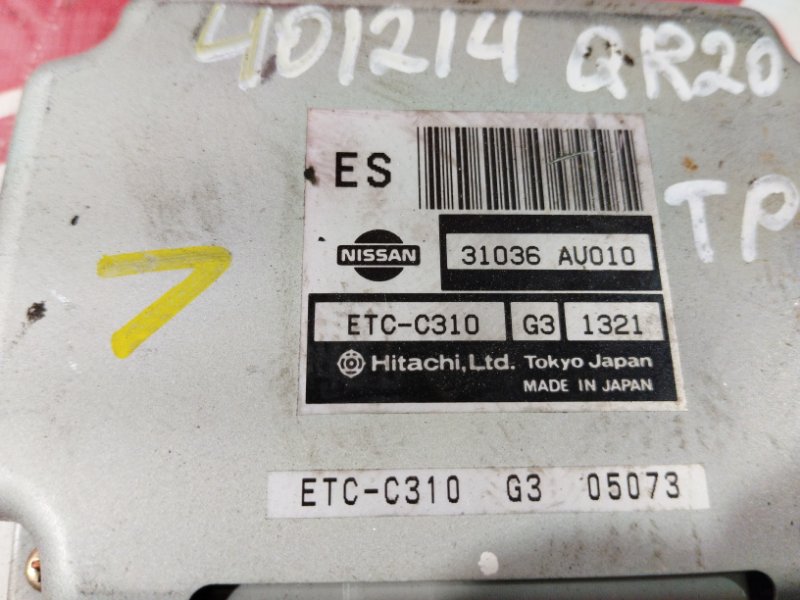 401214 QR20
ES
TP
NISSAN 31036 AU010
ETC-C310 G3 1321
Hitachi, Ltd. Tokyo Japan
MADE IN JAPAN
ETC-C310 G3 05073